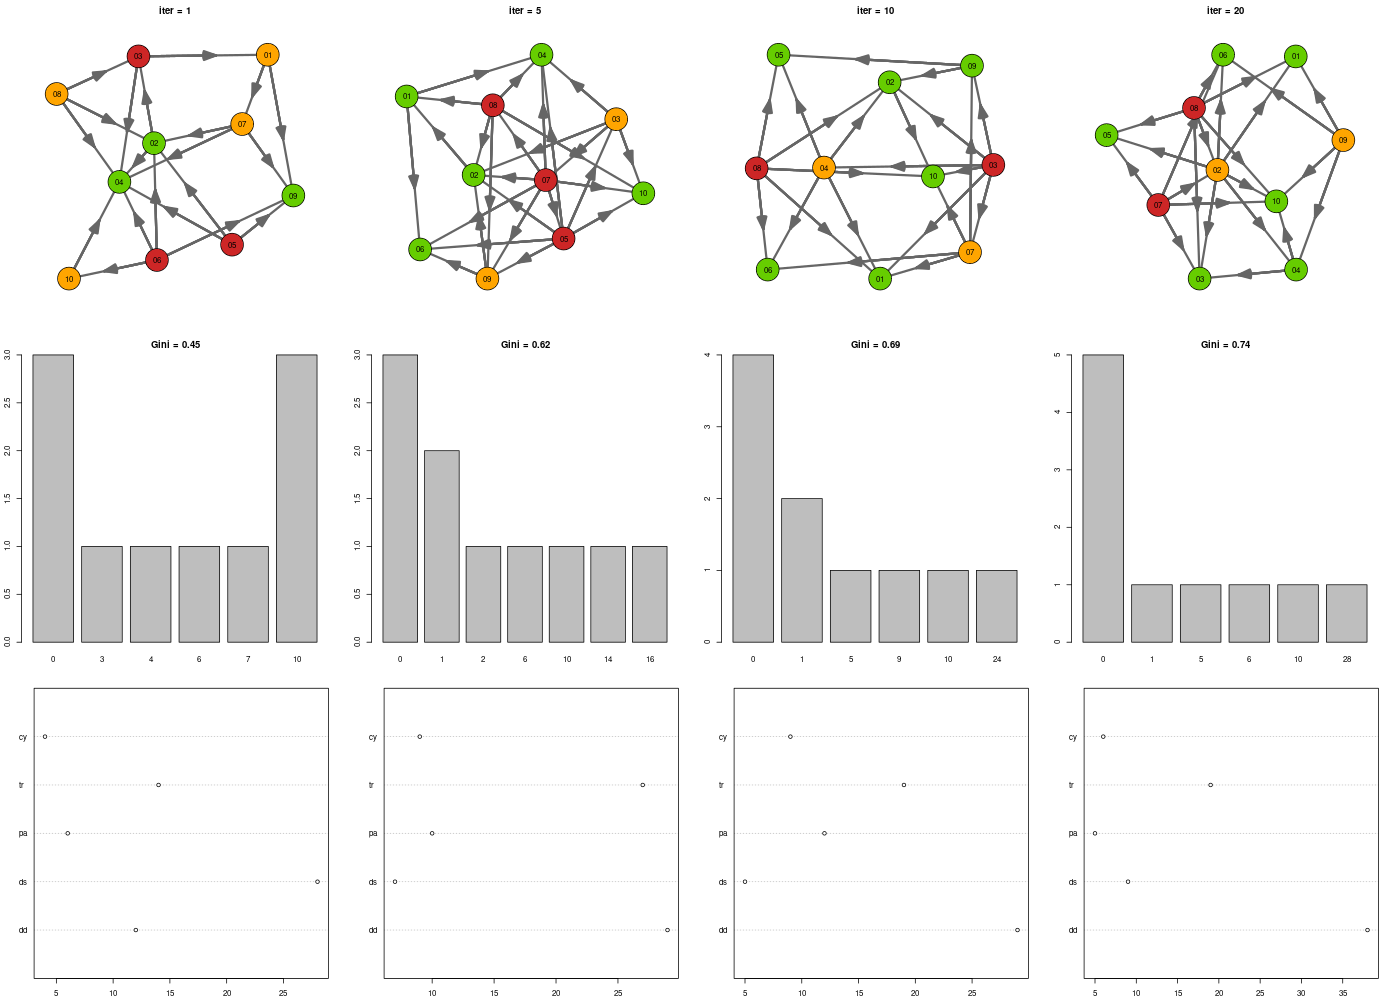 iter = 1
03
01
08
07
02
04
09
05
06
10
iter = 5
04
01
08
03
02
07
10
05
06
09
iter = 10
05
09
02
08
04
10
03
07
06
01
iter = 20
06
01
08
05
09
02
07
10
04
03
Gini = 0.45
3.0
2.5
2.0
1.5
1.0
0.5
0.0
0 3 4 6 7 10
Gini = 0.62
3.0
2.5
2.0
1.5
1.0
0.5
0.0
0 1 2 6 10 14 16
Gini = 0.69
4
3
2
1
0
0 1 5 9 10 24
Gini = 0.74
5
4
3
2
1
0
0 1 5 6 10 28
cy
tr
pa
ds
dd
5 10 15 20 25
cy
tr
pa
ds
dd
10 15 20 25
cy
tr
pa
ds
dd
5 10 15 20 25
cy
tr
pa
ds
dd
5 10 15 20 25 30 35